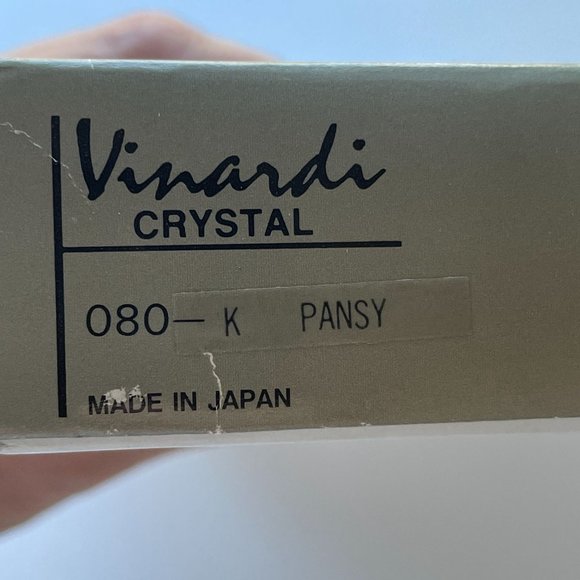 Vinardi
CRYSTAL
080— K PANSY
MADE IN JAPAN